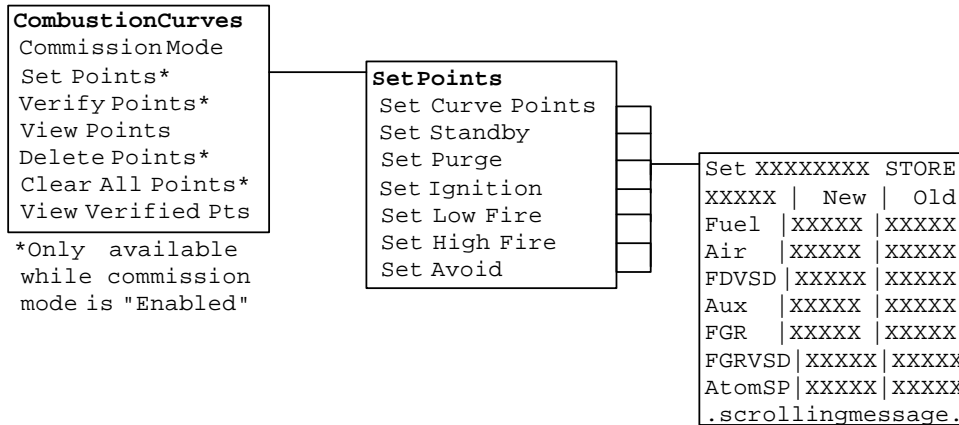 CombustionCurves
CommissionMode
Set Points*
Verify Points*
View Points
Delete Points*
Clear All Points*
View Verified Pts
*Only available
while commission
mode is "Enabled"
SetPoints
Set Curve Points
Set Standby
Set Purge
Set Ignition
Set Low Fire
Set High Fire
Set Avoid
Set XXXXXXXX STORE
XXXXX | New | Old
Fuel |XXXXX |XXXXX
Air |XXXXX |XXXXX
FDVSD |XXXXX |XXXXX
Aux |XXXXX |XXXXX
FGR |XXXXX |XXXXX
FGRVSD|XXXXX|XXXXX
AtomSP|XXXXX|XXXXX
.scrollingmessage.